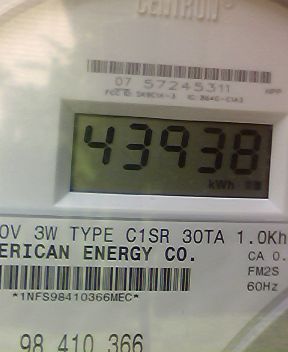 CENTRON®
07 57245311
43938
kWh
0V 3W TYPE C1SR 30TA 1.0Kh
ERICAN ENERGY CO.
CA 0.
FM2S
*1NFS98410366MEC*
60Hz
98 410 366